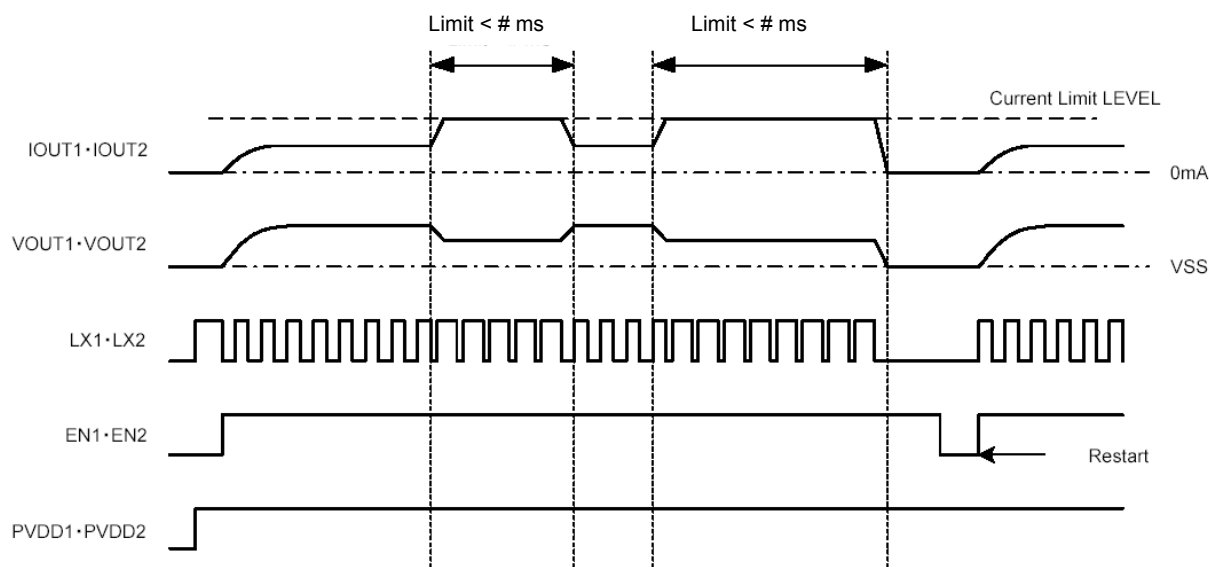 Limit < # ms
Limit < # ms
Current Limit LEVEL
IOUT1・IOUT2
0mA
VOUT1・VOUT2
VSS
LX1・LX2
EN1・EN2
Restart
PVDD1・PVDD2